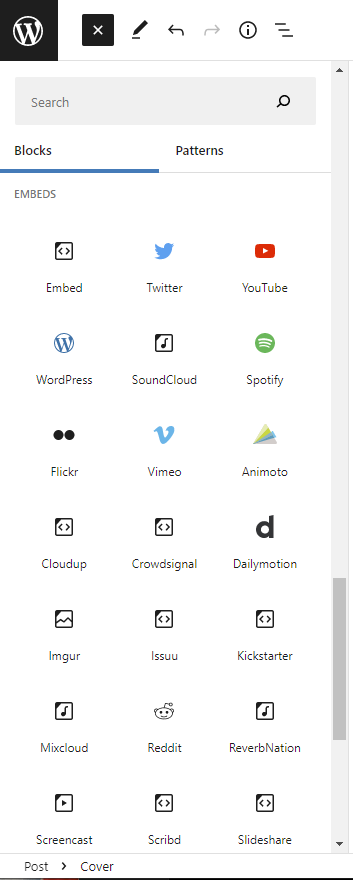 Search
Blocks Patterns
EMBEDS
Embed Twitter YouTube
WordPress SoundCloud Spotify
Flickr Vimeo Animoto
Cloudup Crowdsignal Dailymotion
Imgur Issuu Kickstarter
Mixcloud Reddit ReverbNation
Screencast Scribd Slideshare
Post > Cover